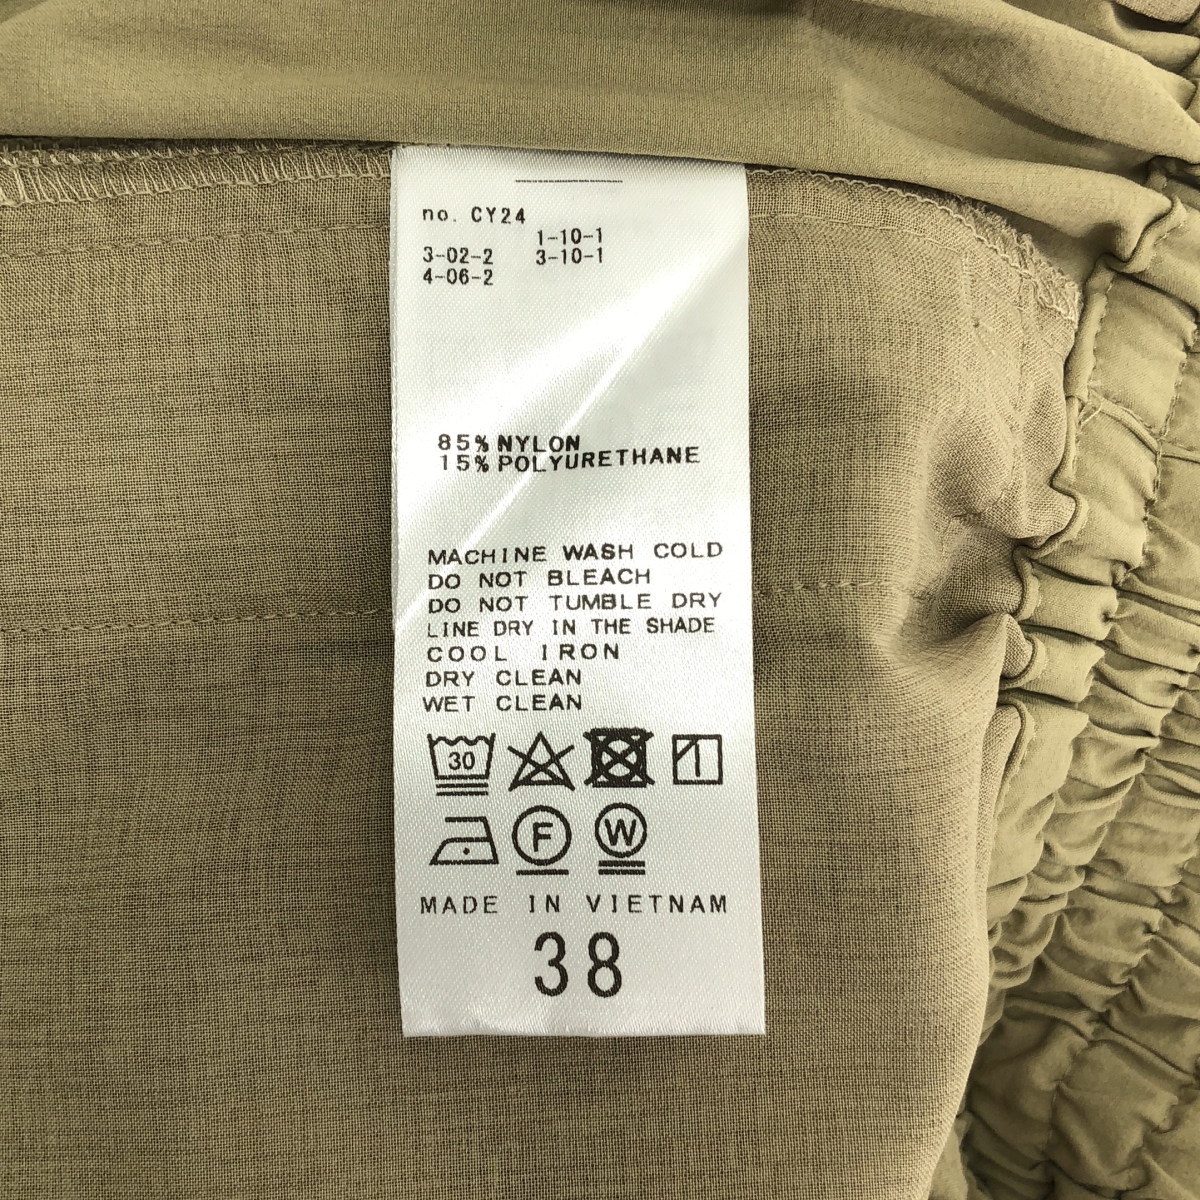 no. CY24
1-10-1
3-02-2 3-10-1
4-06-2
85% NYLON
15% POLYURETHANE
MACHINE WASH COLD
DO NOT BLEACH
DO NOT TUMBLE DRY
LINE DRY IN THE SHADE
COOL IRON
DRY CLEAN
WET CLEAN
30
F W
MADE IN VIETNAM
38